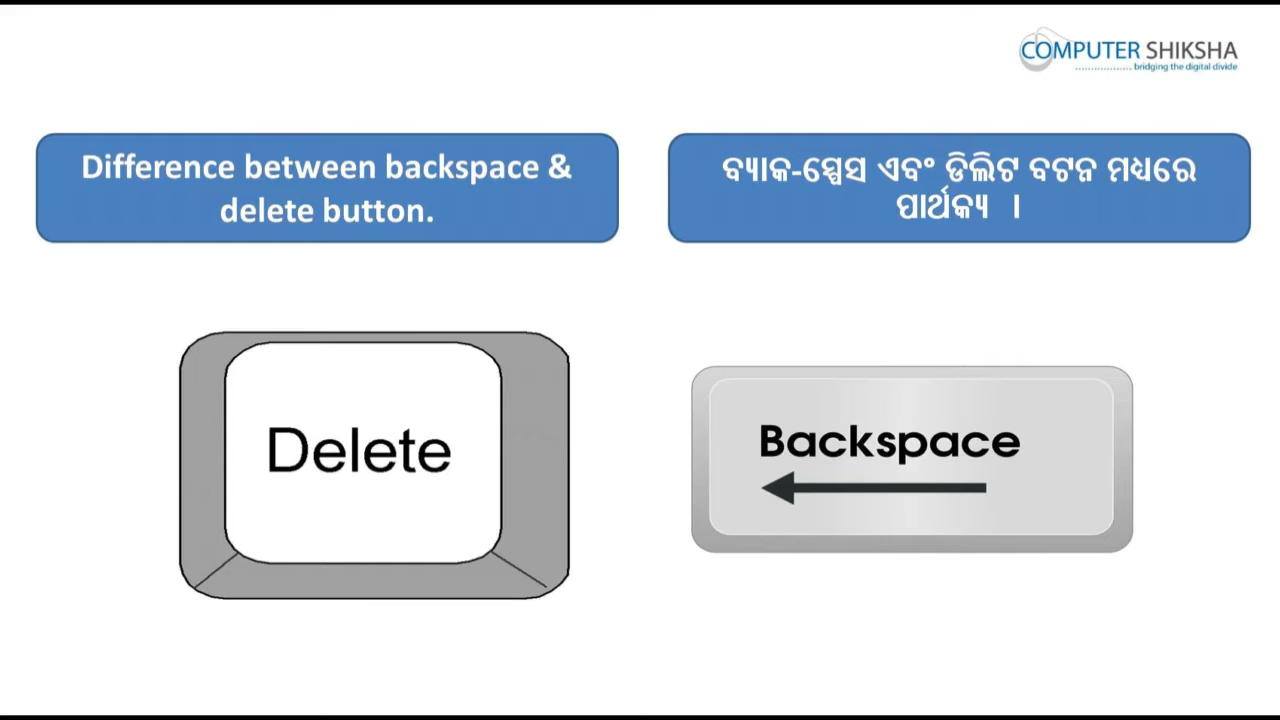 COMPUTER SHIKSHA
bridging the digital divide
Difference between backspace &
delete button.
ବ୍ୟାକ-ସ୍ପେସ ଏବଂ ଡିଲିଟ ବଟନ ମଧ୍ୟରେ
ପାର୍ଥକ୍ୟ ।
Delete
Backspace